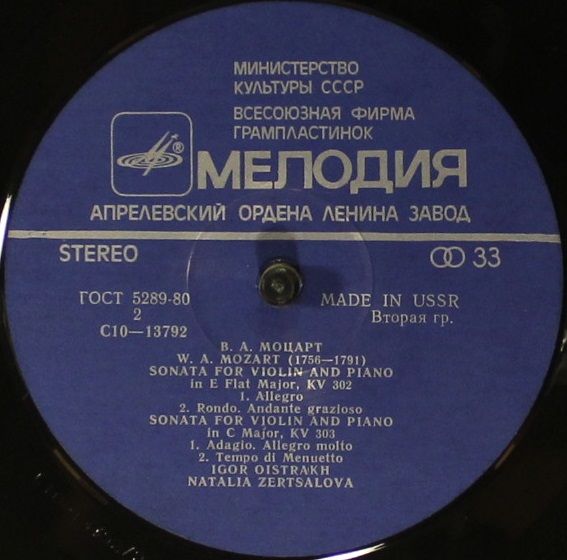 МИНИСТЕРСТВО
КУЛЬТУРЫ СССР
ВСЕСОЮЗНАЯ ФИРМА
ГРАМПЛАСТИНОК
®
МЕЛОДИЯ
АПРЕЛЕВСКИЙ ОРДЕНА ЛЕНИНА ЗАВОД
STEREO 33
ГОСТ 5289-80 MADE IN USSR
2 Вторая гр.
С10—13792
В. А. МОЦАРТ
W. A. MOZART (1756—1791)
SONATA FOR VIOLIN AND PIANO
in E Flat Major, KV 302
1. Allegro
2. Rondo. Andante grazioso
SONATA FOR VIOLIN AND PIANO
in C Major, KV 303
1. Adagio. Allegro molto
2. Tempo di Menuetto
IGOR OISTRAKH
NATALIA ZERTSALOVA